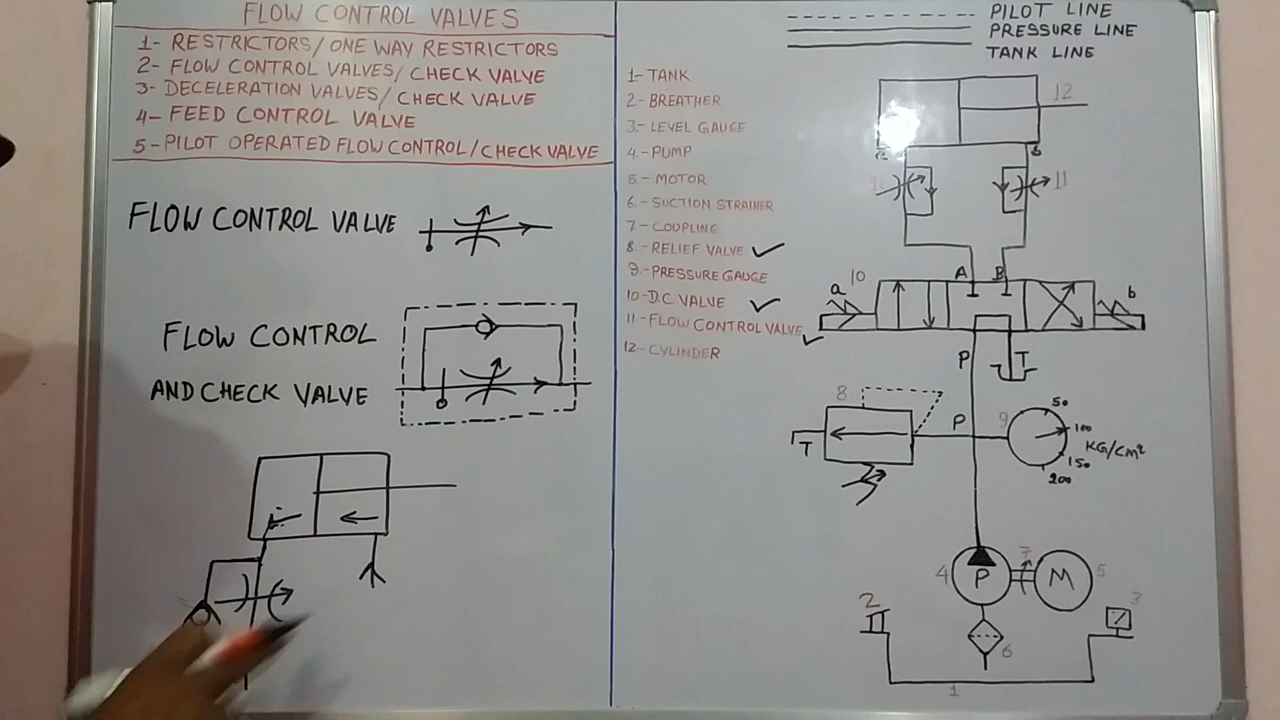 FLOW CONTROL VALVES
1- RESTRICTORS/ONE WAY RESTRICTORS
2- FLOW CONTROL VALVES/CHECK VALVE
3- DECELERATION VALVES/CHECK VALVE
4- FEED CONTROL VALVE
5- PILOT OPERATED FLOW CONTROL/CHECK VALVE
FLOW CONTROL VALVE
FLOW CONTROL
AND CHECK VALVE
PILOT LINE
PRESSURE LINE
TANK LINE
1- TANK
2- BREATHER
3- LEVEL GAUGE
4- PUMP
5- MOTOR
6- SUCTION STRAINER
7- COUPLING
8- RELIEF VALVE
9- PRESSURE GAUGE
10- D.C VALVE
11- FLOW CONTROL VALVE
12- CYLINDER
12
11
10
A B
a
b
P
T
8
T
P
9
50
100
150
200
KG/CM²
4
P
7
M
5
2
3
6
1